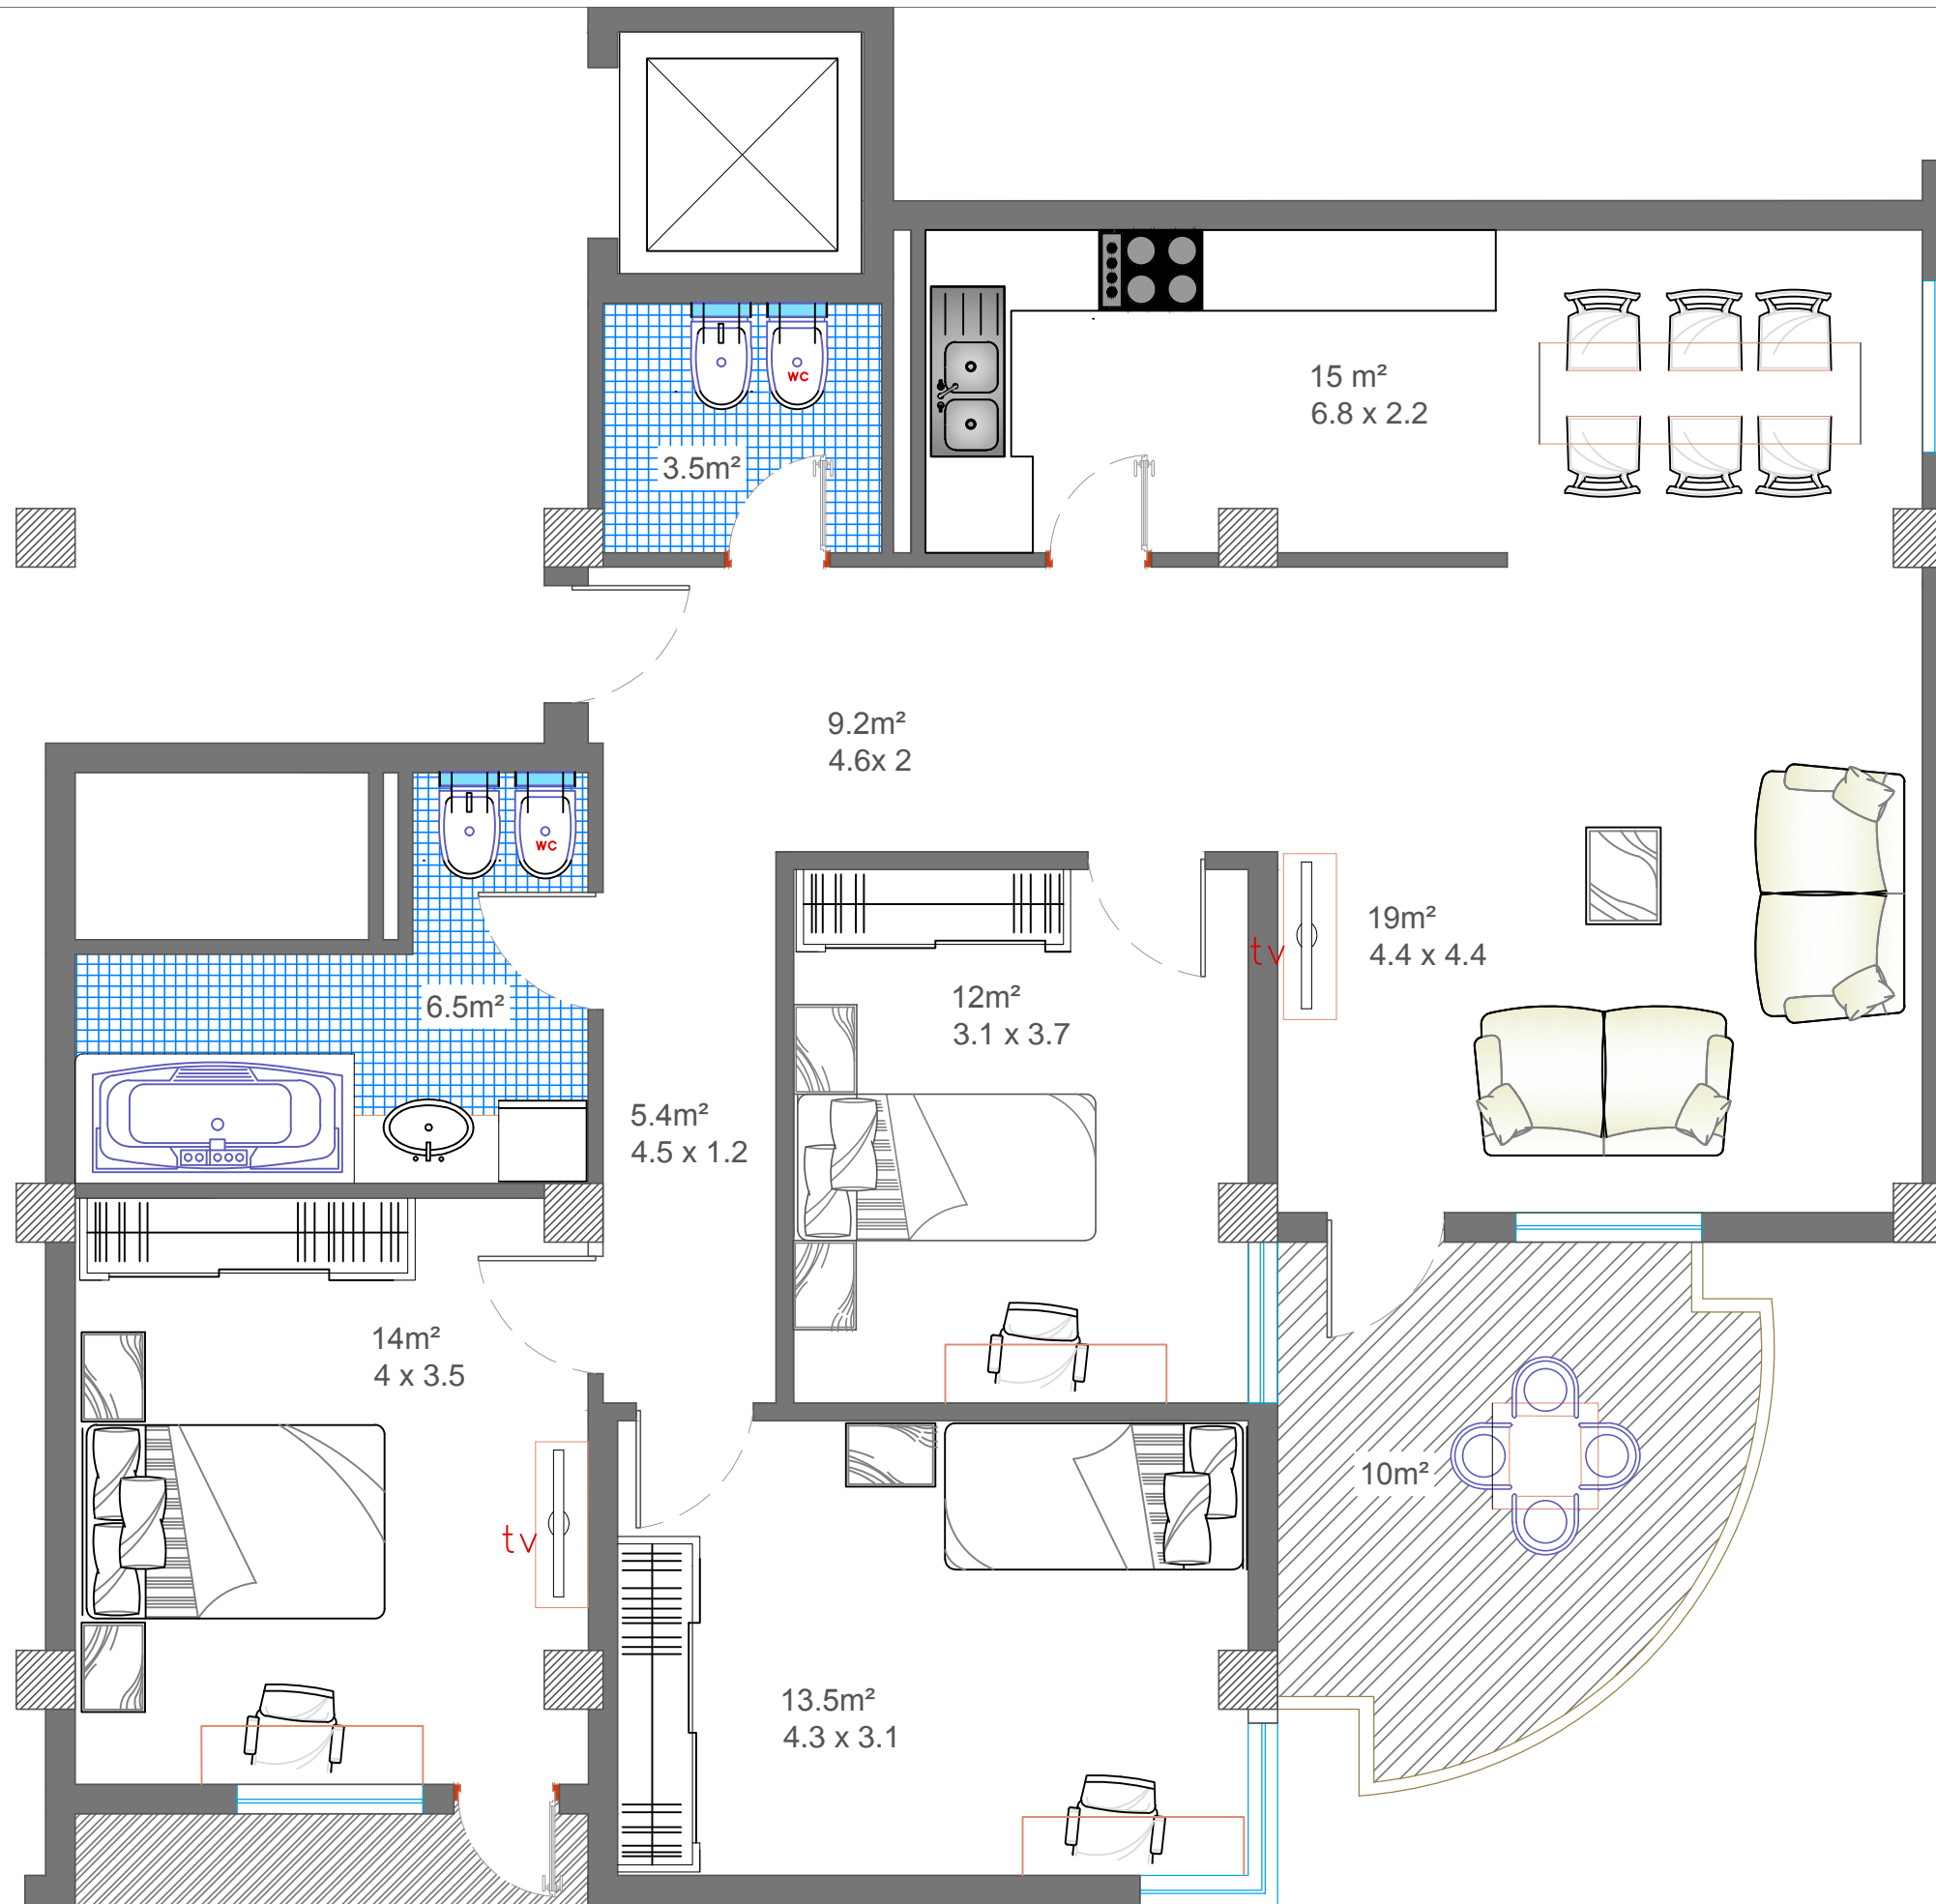 WC
15 m²
6.8 x 2.2
3.5m²
9.2m²
4.6x 2
WC
19m²
4.4 x 4.4
tv
12m²
3.1 x 3.7
6.5m²
5.4m²
4.5 x 1.2
14m²
4 x 3.5
10m²
tv
13.5m²
4.3 x 3.1